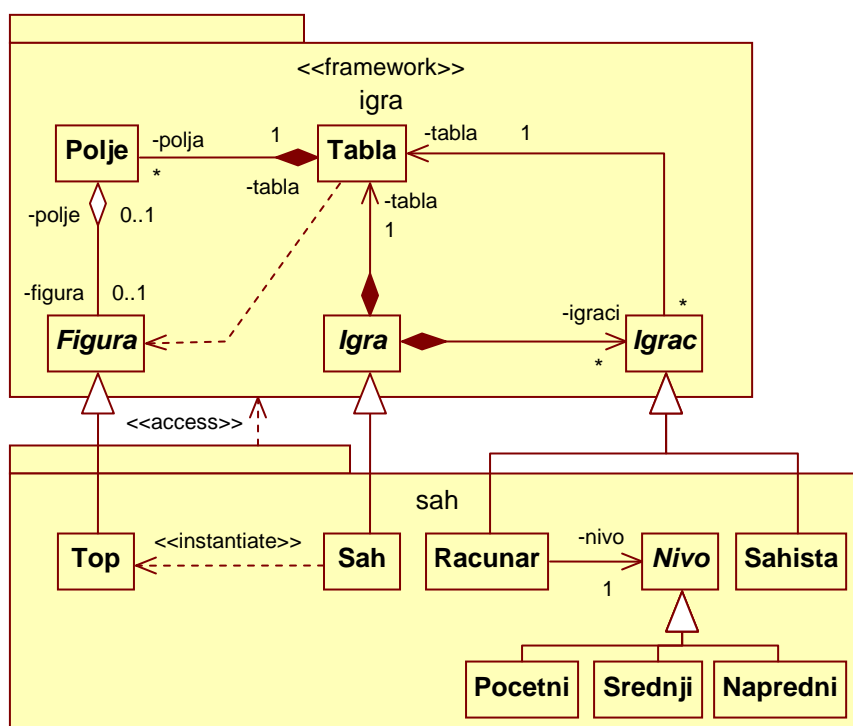 <<framework>>
igra
Polje
-polja
*
1
-tabla
Tabla
-tabla
1
-polje
0..1
-tabla
1
-figura
0..1
-igraci
*
*
Figura
Igra
Igrac
<<access>>
sah
Top
<<instantiate>>
Sah
Racunar
-nivo
1
Nivo
Sahista
Pocetni
Srednji
Napredni